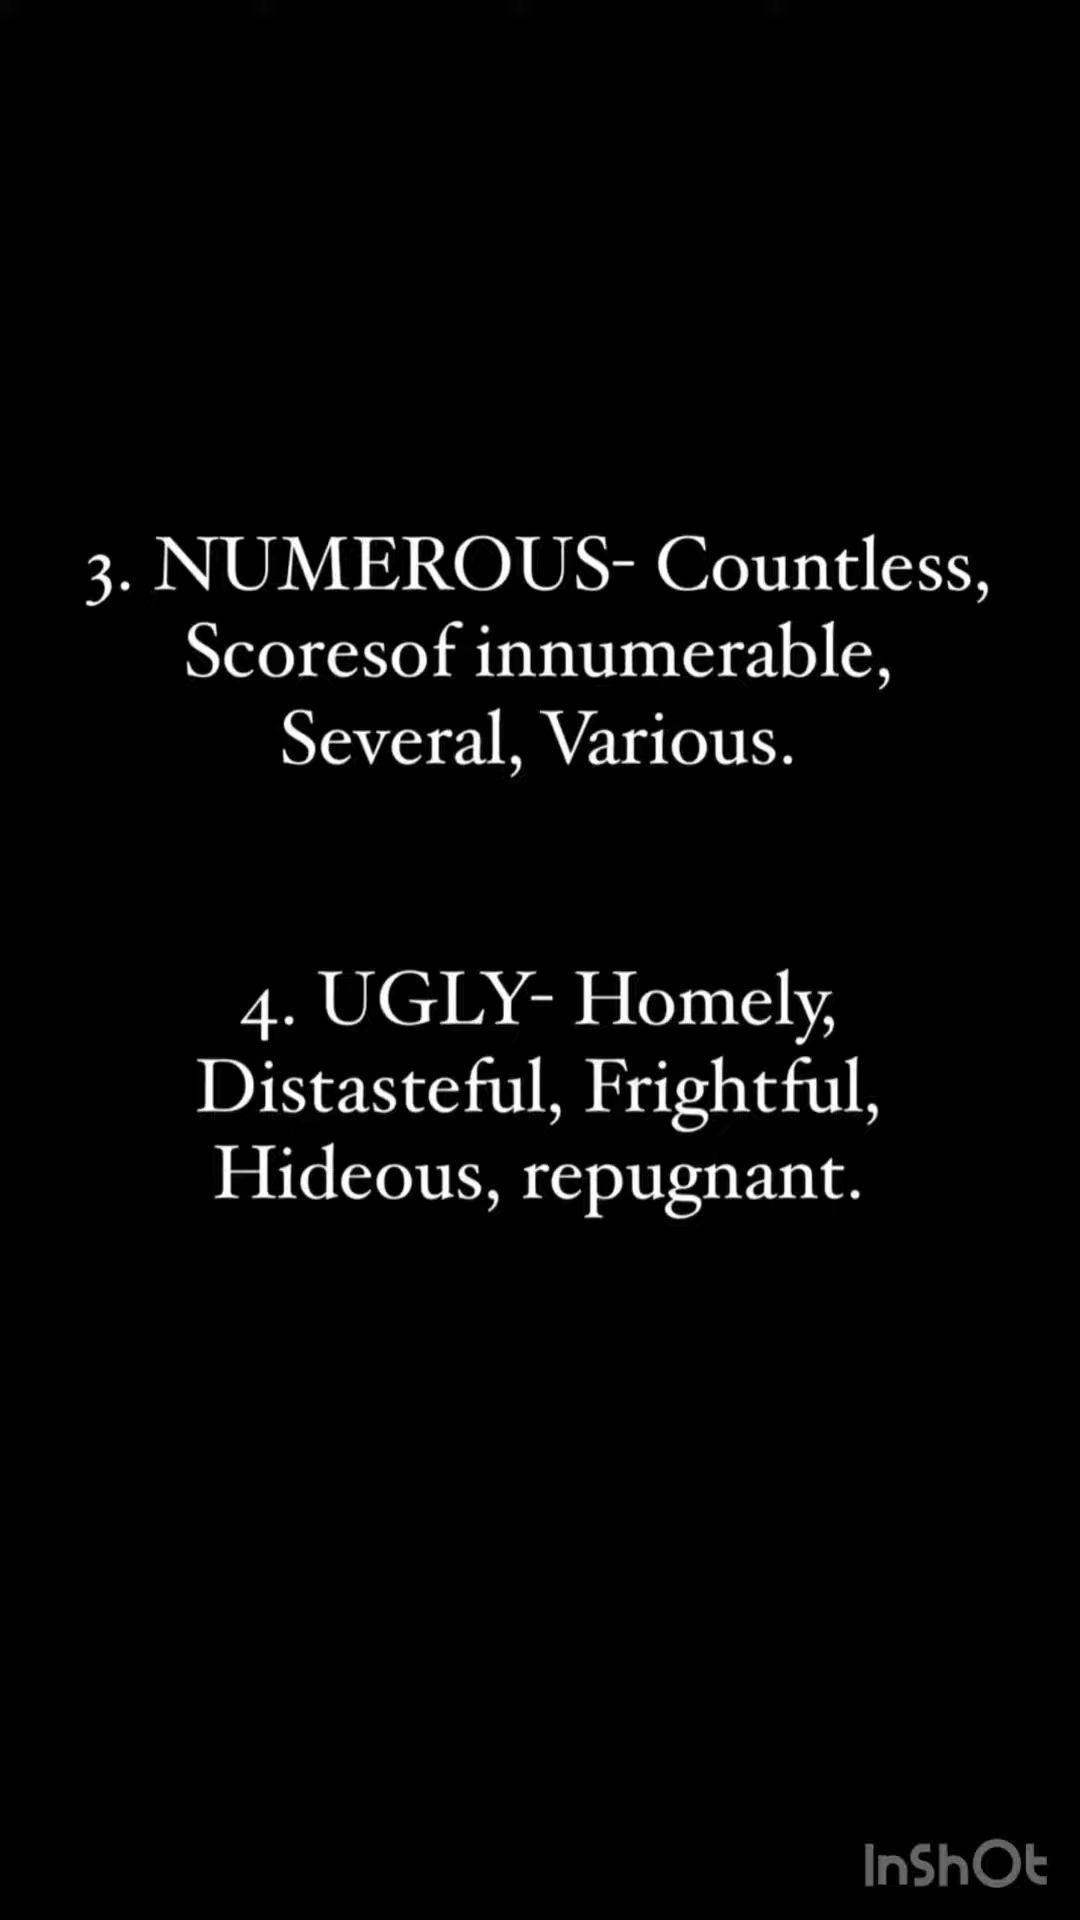 3. NUMEROUS- Countless,
Scoresof innumerable,
Several, Various.
4. UGLY- Homely,
Distasteful, Frightful,
Hideous, repugnant.
InShOt